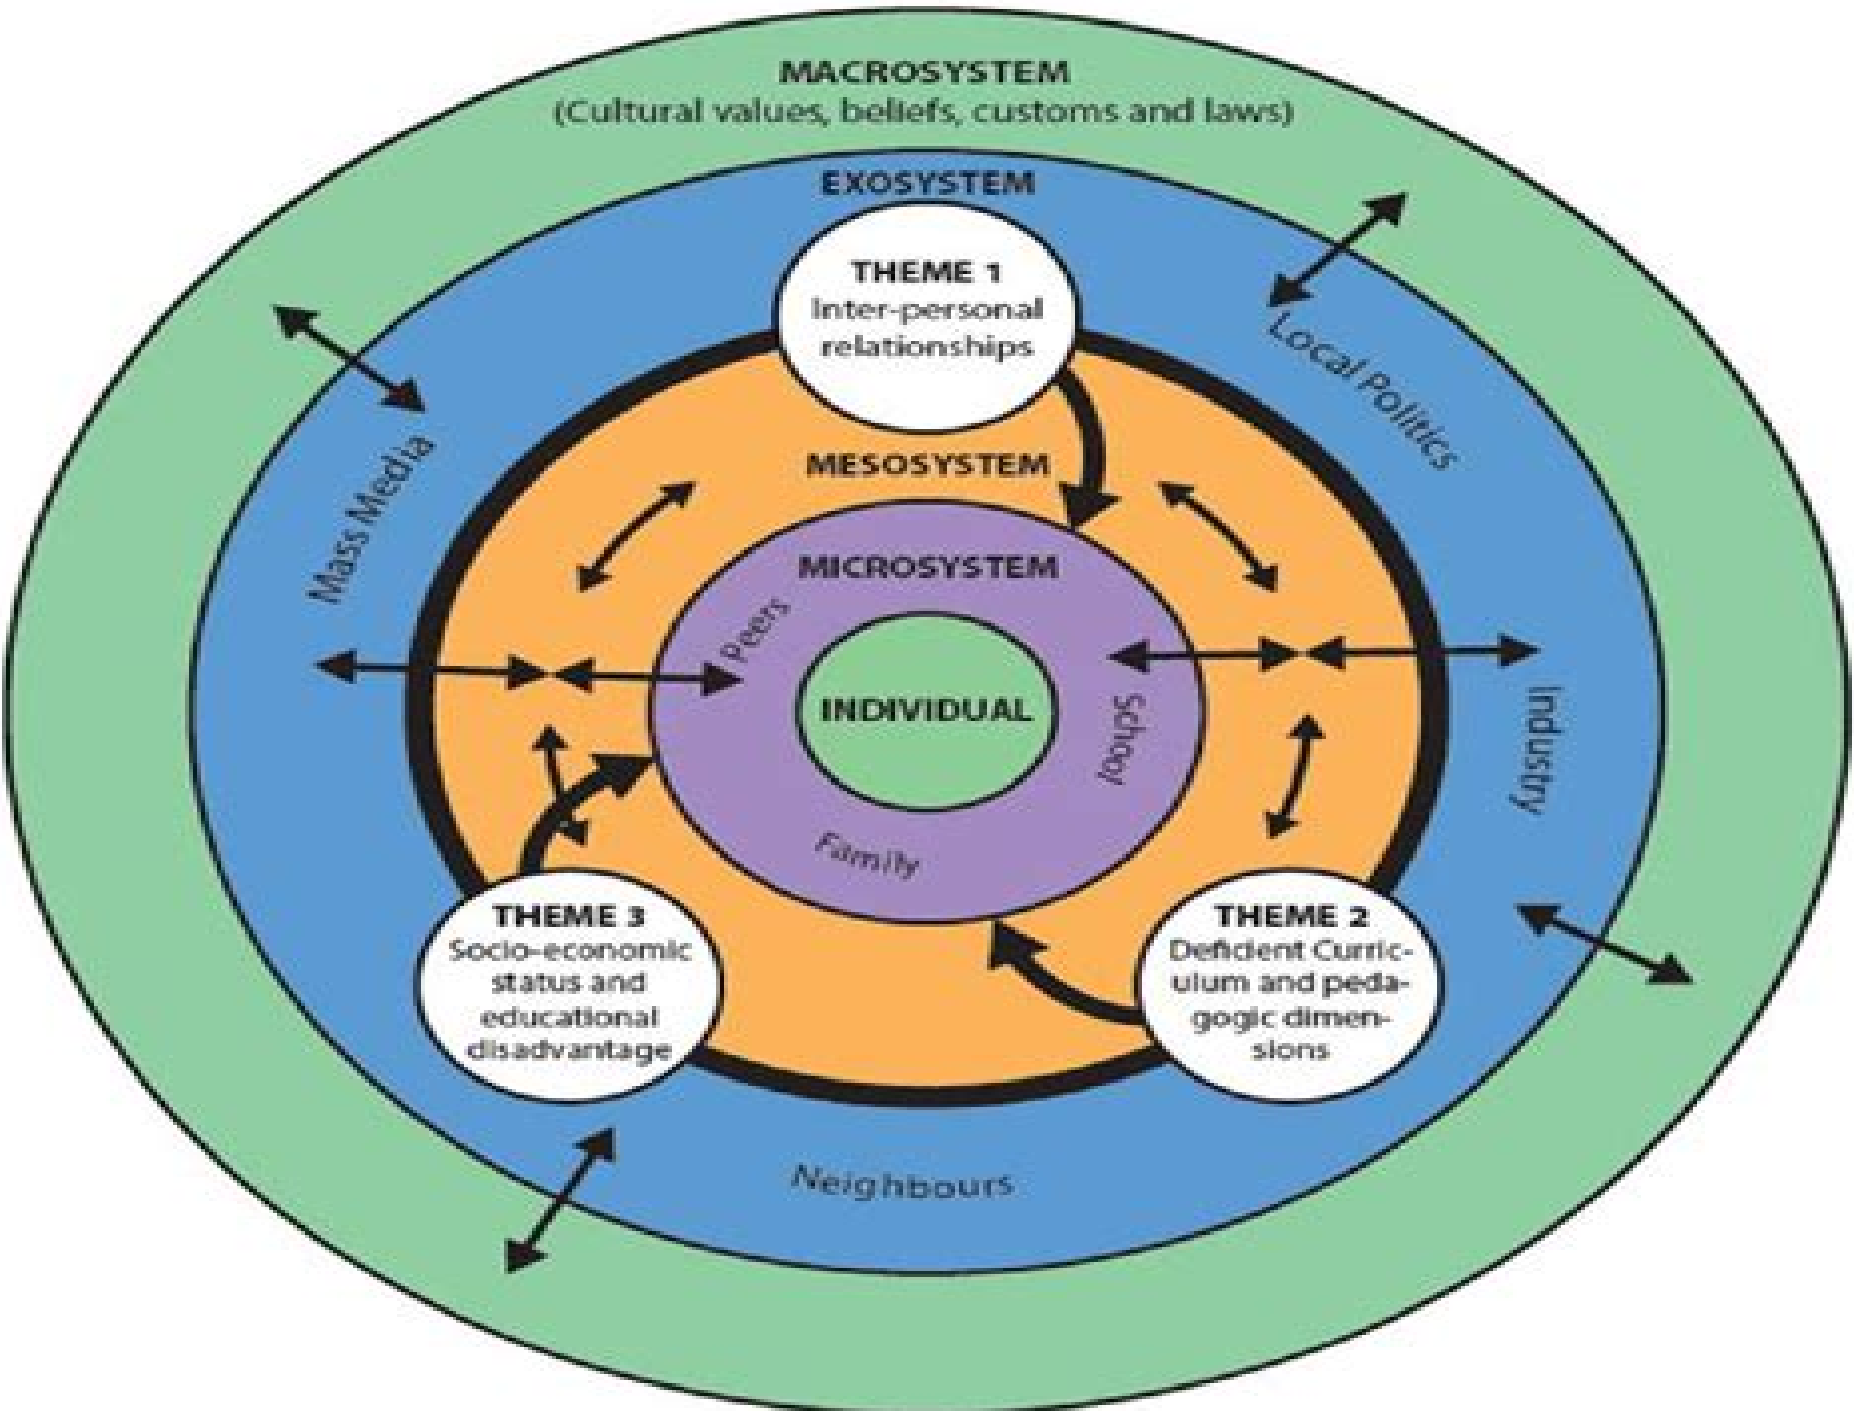 MACROSYSTEM
(Cultural values, beliefs, customs and laws)
EXOSYSTEM
THEME 1
Inter-personal
relationships
Local Politics
Mass Media
MESOSYSTEM
MICROSYSTEM
Peers
INDIVIDUAL
School
Industry
Family
THEME 3
Socio-economic
status and
educational
disadvantage
THEME 2
Deficient Curric-
ulum and peda-
gogic dimen-
sions
Neighbours